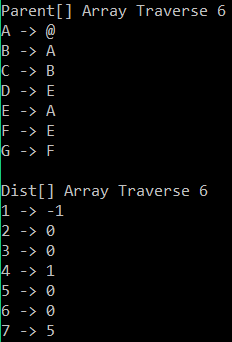 Parent[] Array Traverse 6
A -> @
B -> A
C -> B
D -> E
E -> A
F -> E
G -> F
Dist[] Array Traverse 6
1 -> -1
2 -> 0
3 -> 0
4 -> 1
5 -> 0
6 -> 0
7 -> 5